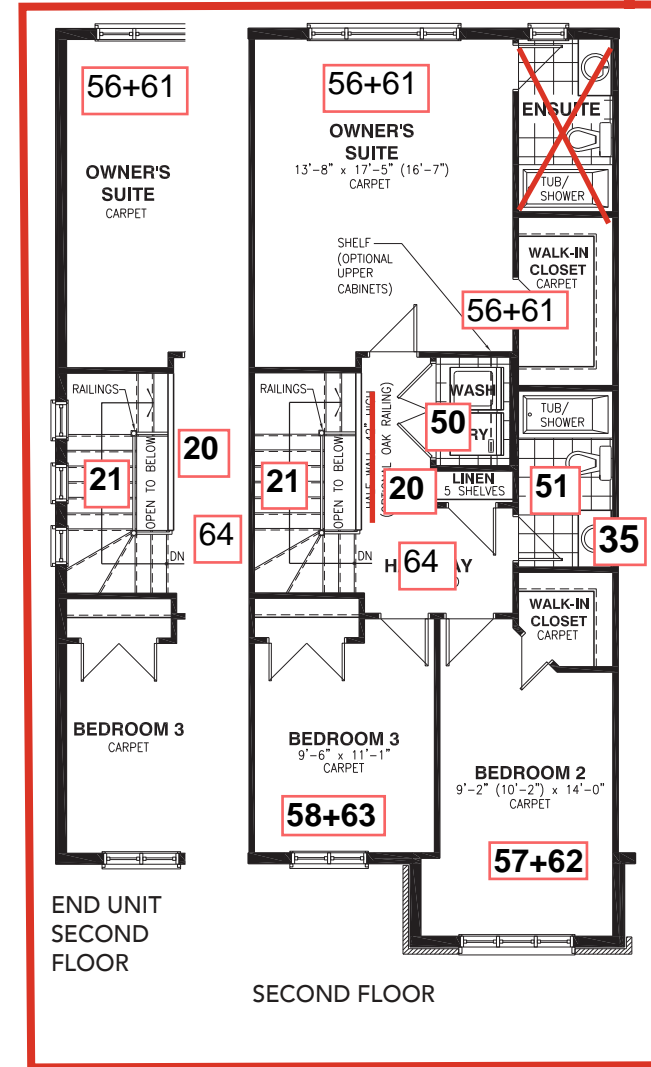 56+61
OWNER'S
SUITE
CARPET
RAILINGS
OPEN TO BELOW
20
21
64
DN
BEDROOM 3
CARPET
END UNIT
SECOND
FLOOR
56+61
OWNER'S
SUITE
13'-8" x 17'-5" (16'-7")
CARPET
ENSUITE
TUB/
SHOWER
SHELF
(OPTIONAL
UPPER
CABINETS)
WALK-IN
CLOSET
CARPET
56+61
RAILINGS
OPEN TO BELOW
21
DN
(OPTIONAL OAK RAILING)
20
WASH
50
LINEN
5 SHELVES
TUB/
SHOWER
51
35
64
WALK-IN
CLOSET
CARPET
BEDROOM 3
9'-6" x 11'-1"
CARPET
58+63
BEDROOM 2
9'-2" (10'-2") x 14'-0"
CARPET
57+62
SECOND FLOOR